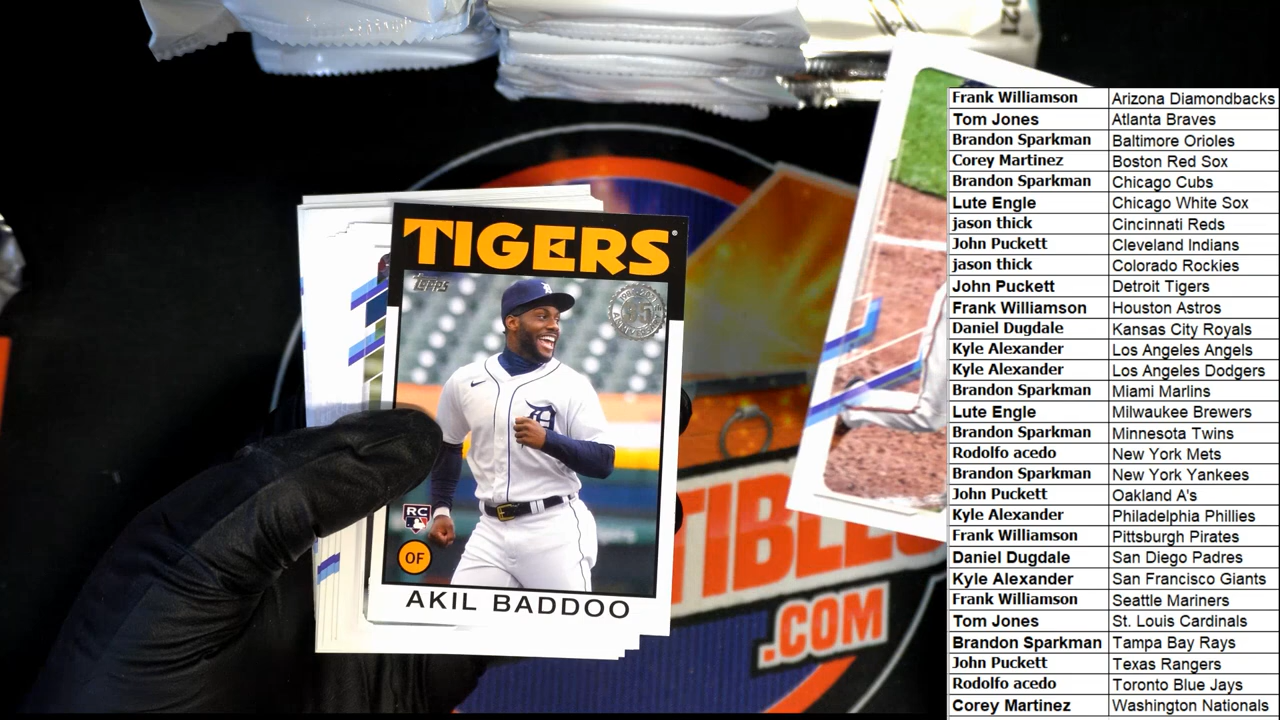 2021
TIGERS
Topps
35
RC
OF
AKIL BADDOO
TIBLES
.COM
Frank Williamson Arizona Diamondbacks
Tom Jones Atlanta Braves
Brandon Sparkman Baltimore Orioles
Corey Martinez Boston Red Sox
Brandon Sparkman Chicago Cubs
Lute Engle Chicago White Sox
jason thick Cincinnati Reds
John Puckett Cleveland Indians
jason thick Colorado Rockies
John Puckett Detroit Tigers
Frank Williamson Houston Astros
Daniel Dugdale Kansas City Royals
Kyle Alexander Los Angeles Angels
Kyle Alexander Los Angeles Dodgers
Brandon Sparkman Miami Marlins
Lute Engle Milwaukee Brewers
Brandon Sparkman Minnesota Twins
Rodolfo acedo New York Mets
Brandon Sparkman New York Yankees
John Puckett Oakland A's
Kyle Alexander Philadelphia Phillies
Frank Williamson Pittsburgh Pirates
Daniel Dugdale San Diego Padres
Kyle Alexander San Francisco Giants
Frank Williamson Seattle Mariners
Tom Jones St. Louis Cardinals
Brandon Sparkman Tampa Bay Rays
John Puckett Texas Rangers
Rodolfo acedo Toronto Blue Jays
Corey Martinez Washington Nationals